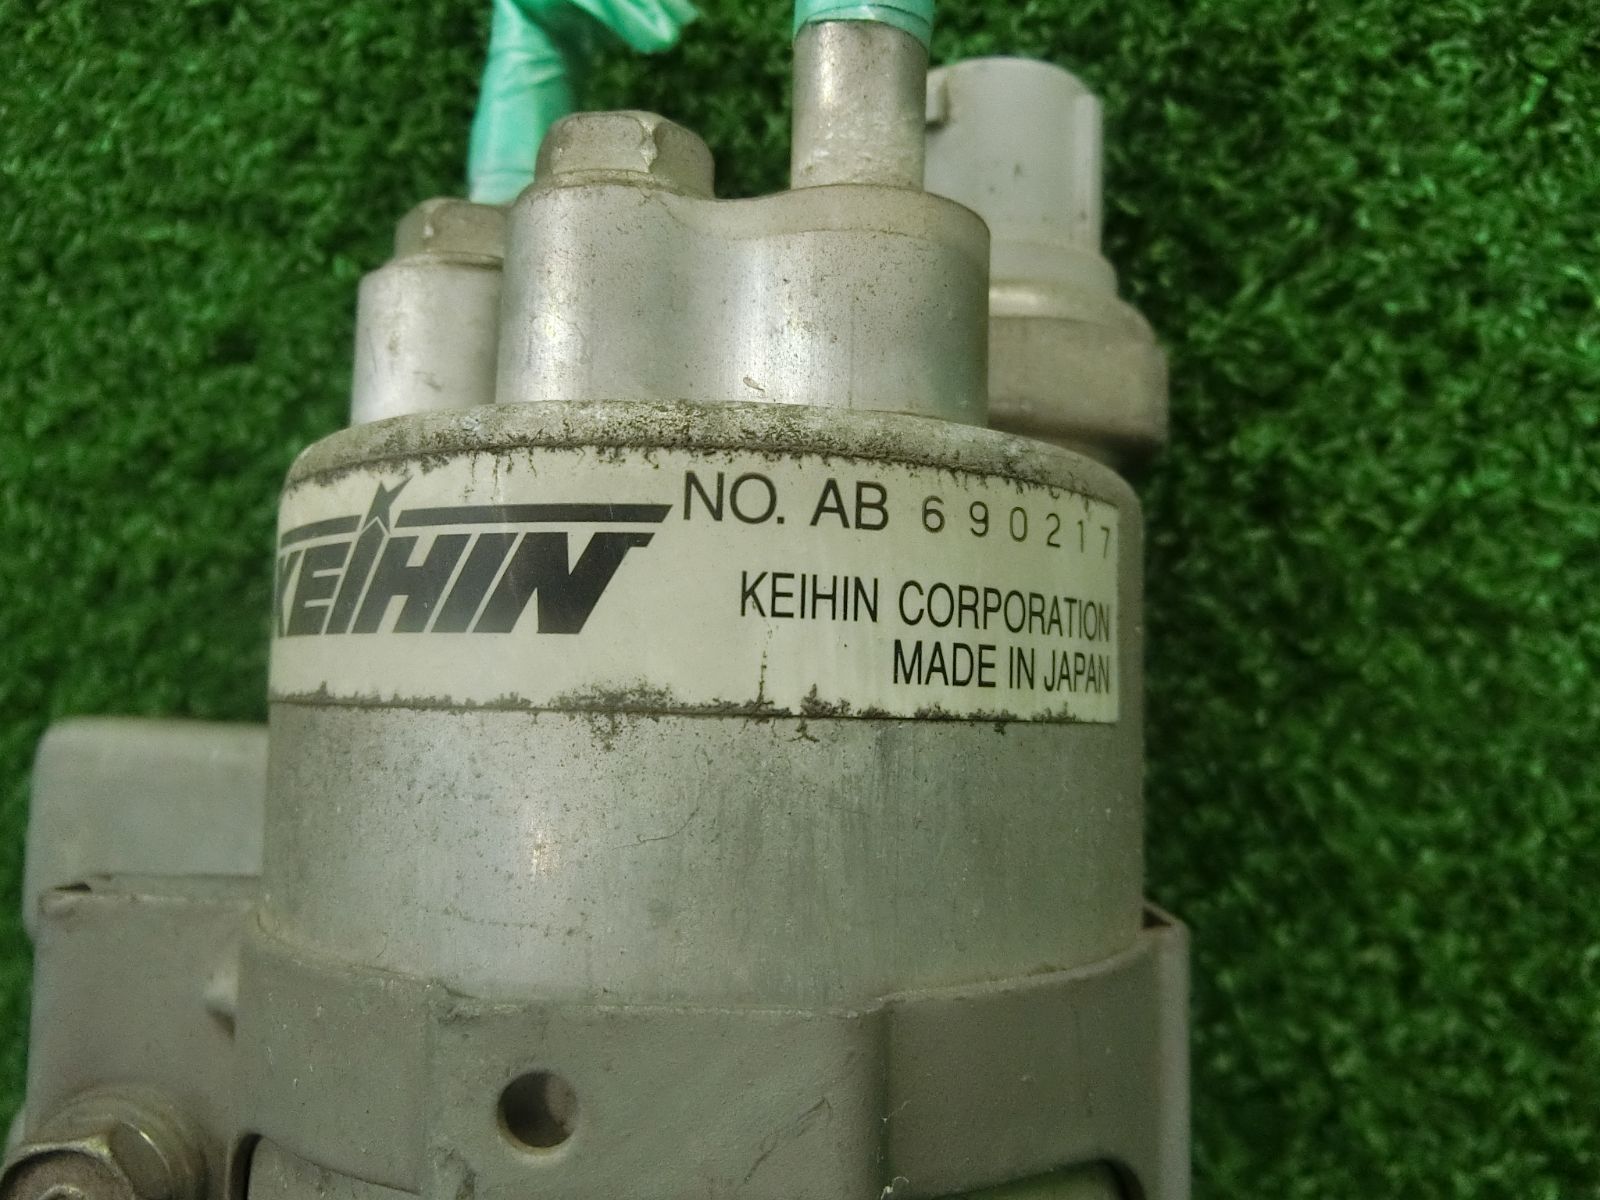 KEIHIN
NO. AB 690217
KEIHIN CORPORATION
MADE IN JAPAN